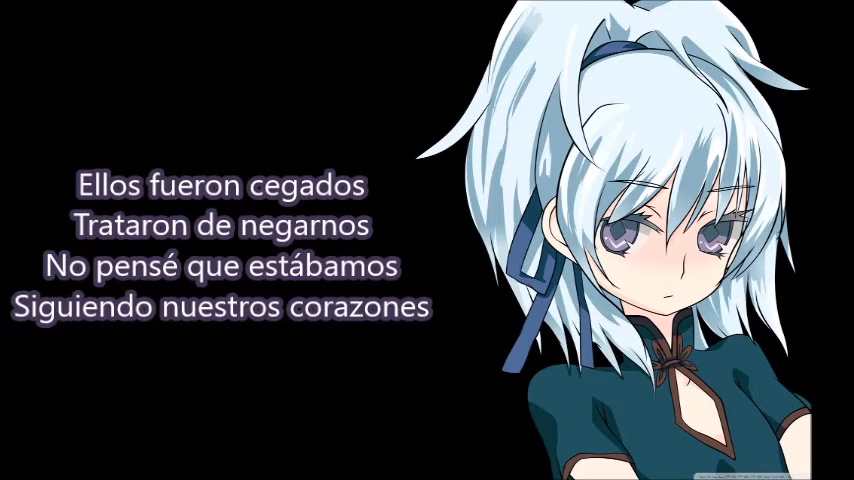 Ellos fueron cegados
Trataron de negarnos
No pensé que estábamos
Siguiendo nuestros corazones